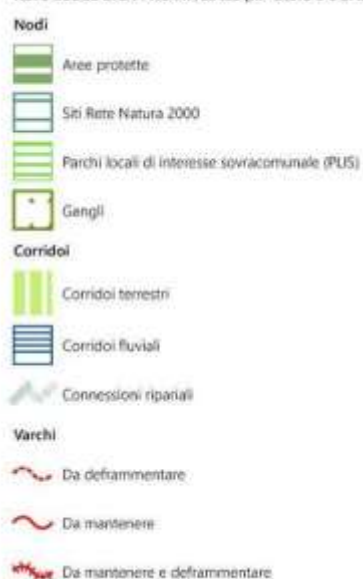 Nodi
Aree protette
Siti Rete Natura 2000
Parchi locali di interesse sovracomunale (PLIS)
Gangli
Corridoi
Corridoi terrestri
Corridoi fluviali
Connessioni ripariali
Varchi
Da deframmentare
Da mantenere
Da mantenere e deframmentare